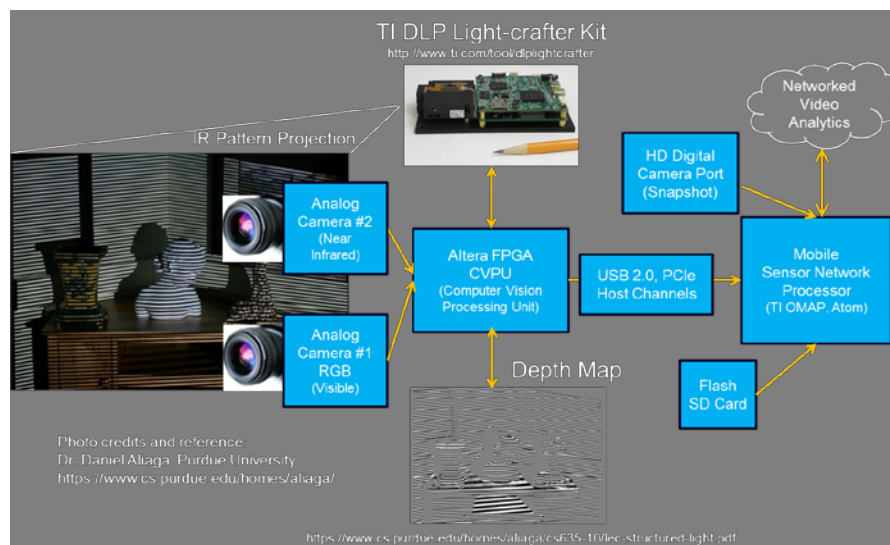 TI DLP Light-crafter Kit
http://www.ti.com/tool/dlplightcrafter
IR Pattern Projection
Networked
Video
Analytics
HD Digital
Camera Port
(Snapshot)
Analog
Camera #2
(Near
Infrared)
Altera FPGA
CVPU
(Computer Vision
Processing Unit)
USB 2.0, PCIe
Host Channels
Mobile
Sensor Network
Processor
(TI OMAP, Atom)
Analog
Camera #1
RGB
(Visible)
Depth Map
Flash
SD Card
Photo credits and reference:
Dr. Daniel Aliaga, Purdue University
https://www.cs.purdue.edu/homes/aliaga/
https://www.cs.purdue.edu/homes/aliaga/cs635-10/lec-structured-light.pdf